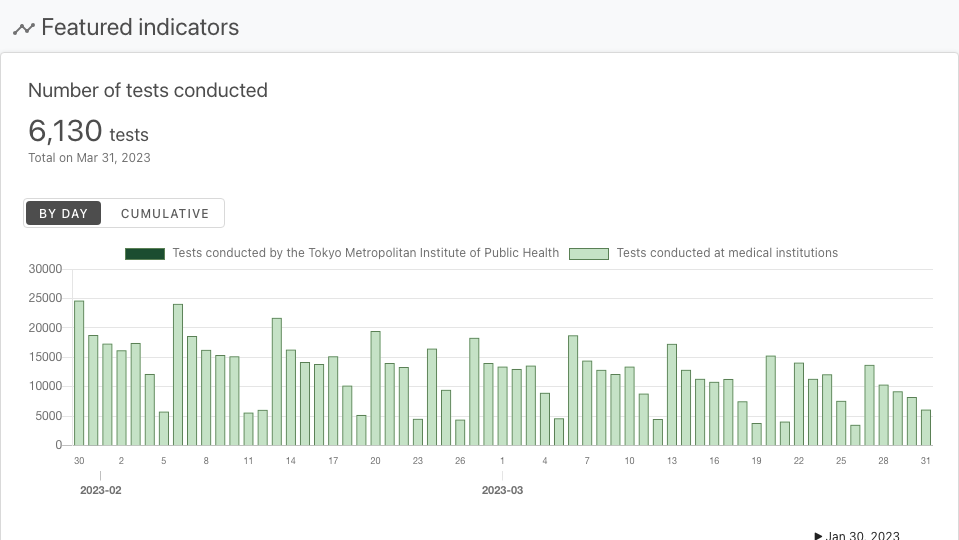 Featured indicators
Number of tests conducted
6,130 tests
Total on Mar 31, 2023
BY DAY CUMULATIVE
Tests conducted by the Tokyo Metropolitan Institute of Public Health Tests conducted at medical institutions
30000
25000
20000
15000
10000
5000
0
30 2 5 8 11 14 17 20 23 26 1 4 7 10 13 16 19 22 25 28 31
2023-02 2023-03
▶ Jan 30, 2023